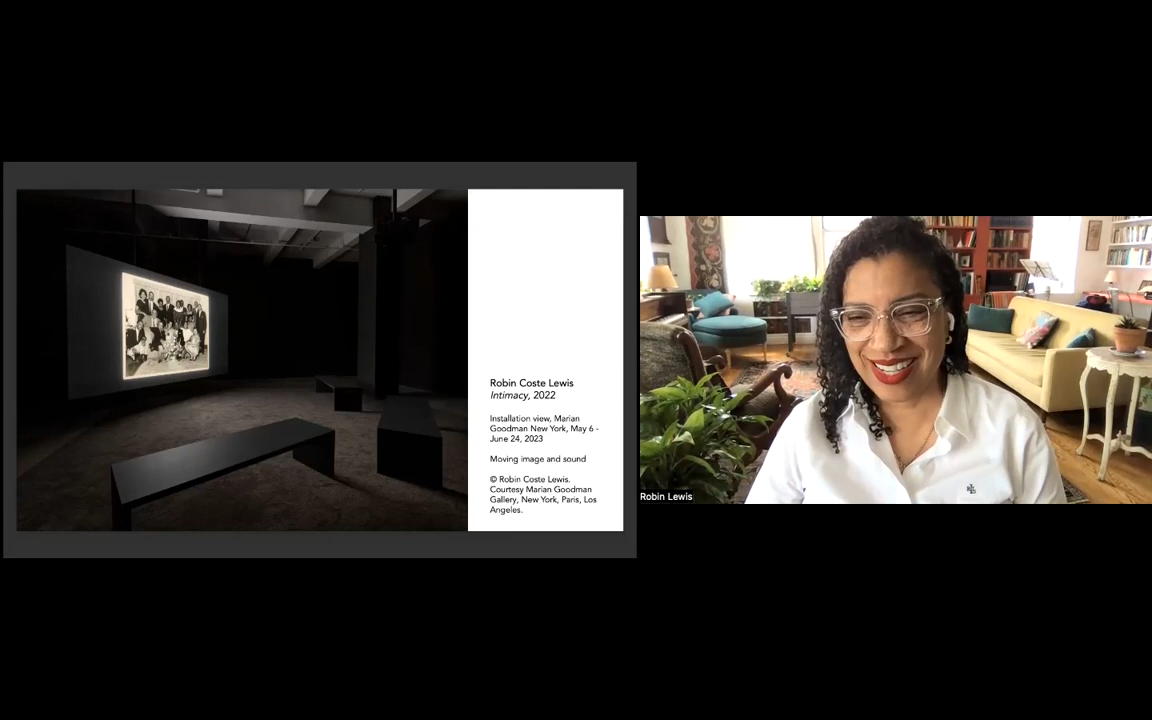 Robin Coste Lewis
Intimacy, 2022
Installation view, Marian
Goodman New York, May 6 -
June 24, 2023
Moving image and sound
© Robin Coste Lewis.
Courtesy Marian Goodman
Gallery, New York, Paris, Los
Angeles.
Robin Lewis